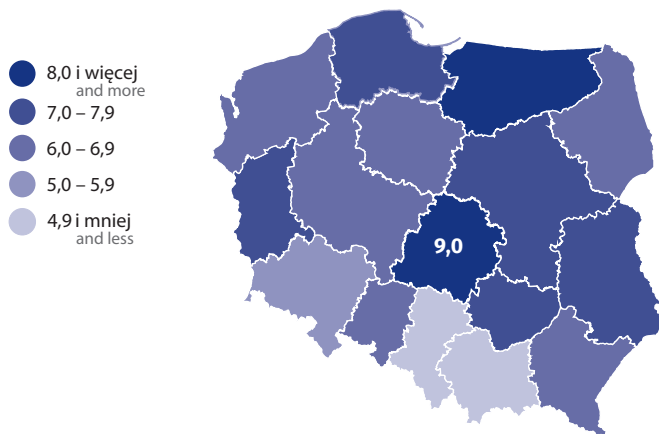 8,0 i więcej
and more
7,0 – 7,9
6,0 – 6,9
5,0 – 5,9
4,9 i mniej
and less
9,0